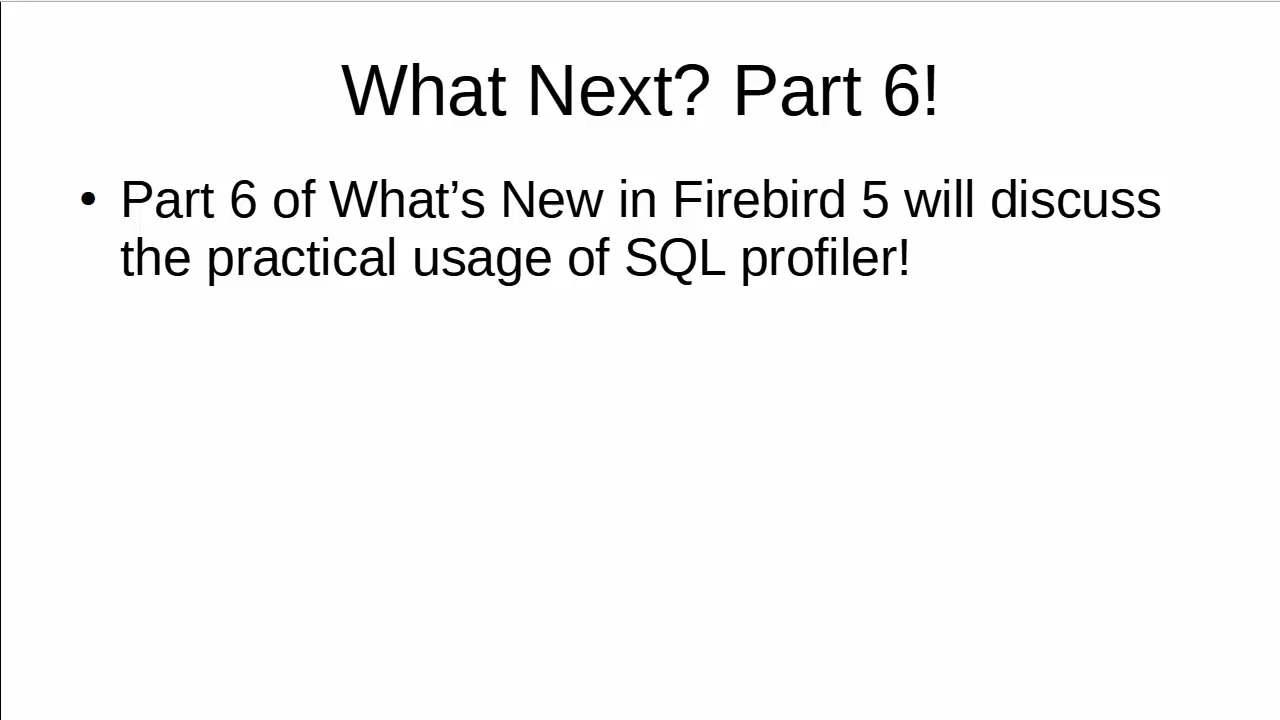 What Next? Part 6!
• Part 6 of What’s New in Firebird 5 will discuss
the practical usage of SQL profiler!